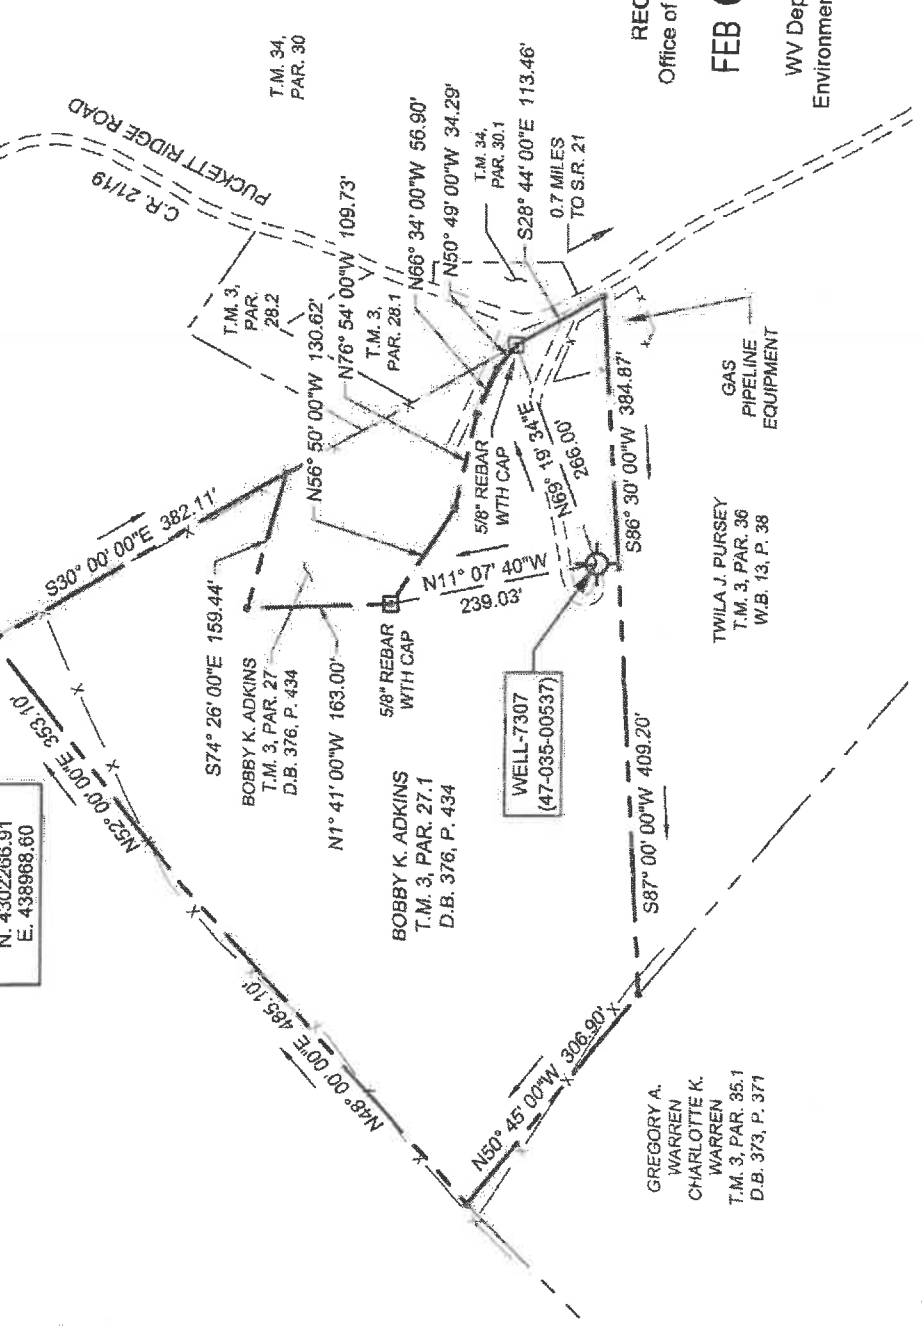 N. 4302266.91
E. 438968.60
N52° 00' 00"E 353.10'
S30° 00' 00"E 382.11'
PUCKETT RIDGE ROAD
C.R. 21/19
T.M. 34,
PAR. 30
T.M. 3,
PAR.
28.2
S74° 26' 00"E 159.44'
BOBBY K. ADKINS
T.M. 3, PAR. 27
D.B. 376, P. 434
N1° 41' 00"W 163.00'
N56° 50' 00"W 130.62'
N76° 54' 00"W 109.73'
T.M. 3,
PAR. 28.1
N66° 34' 00"W 56.90'
N50° 49' 00"W 34.29'
T.M. 34,
PAR. 30.1
S28° 44' 00"E 113.46'
0.7 MILES
TO S.R. 21
5/8" REBAR
WTH CAP
5/8" REBAR
WTH CAP
N11° 07' 40"W
239.03'
N69° 19' 34"E
266.00'
S86° 30' 00"W 384.87'
GAS
PIPELINE
EQUIPMENT
WELL-7307
(47-035-00537)
BOBBY K. ADKINS
T.M. 3, PAR. 27.1
D.B. 376, P. 434
TWILA J. PURSEY
T.M. 3, PAR. 36
W.B. 13, P. 38
S87° 00' 00"W 409.20'
N48° 00' 00"E 485.10'
N50° 45' 00"W 306.90'
GREGORY A.
WARREN
CHARLOTTE K.
WARREN
T.M. 3, PAR. 35.1
D.B. 373, P. 371
REC
Office of
FEB
WV Dep
Environmen